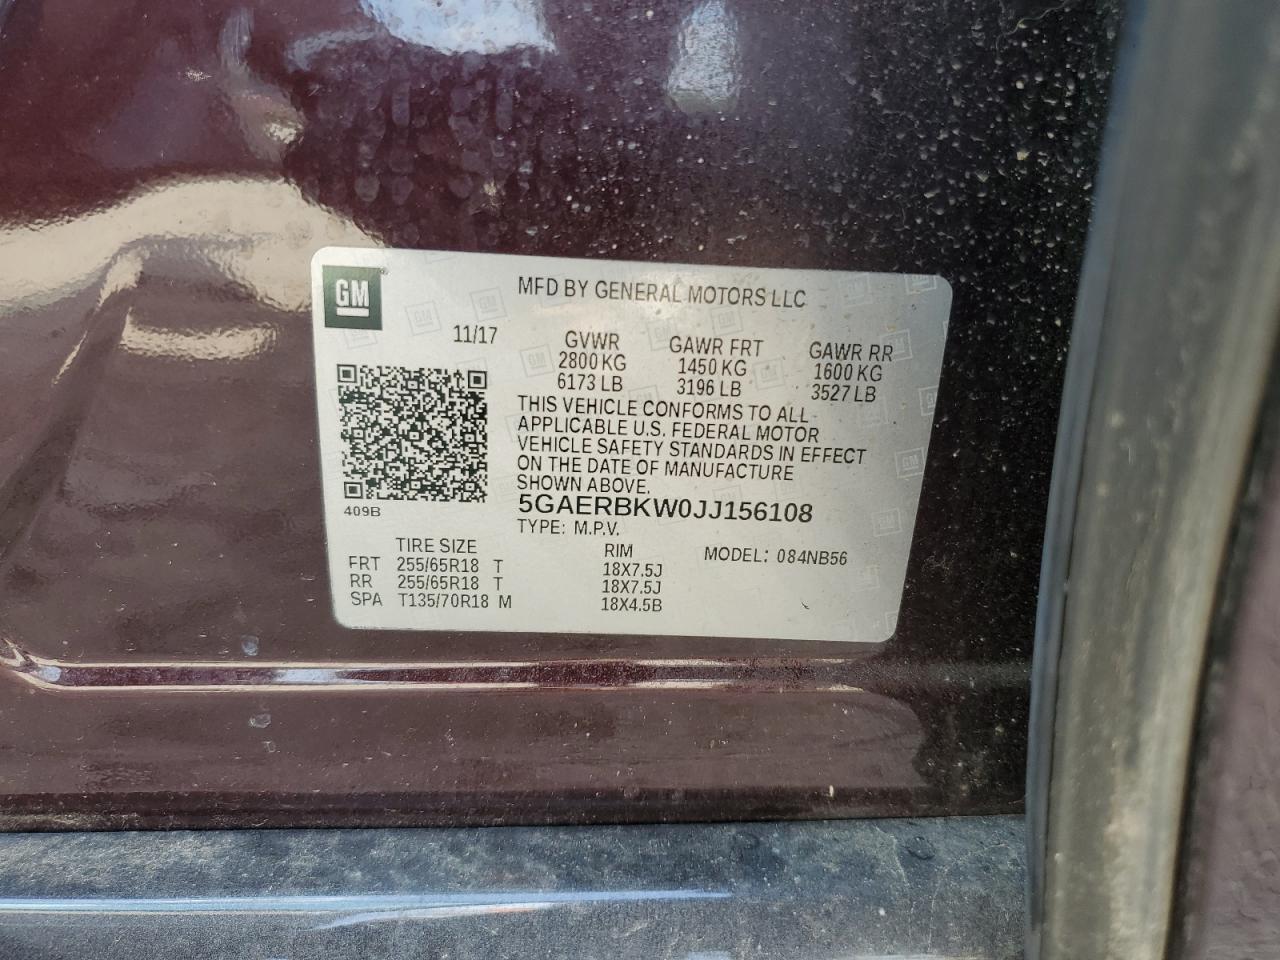 GM
MFD BY GENERAL MOTORS LLC
11/17
GVWR GAWR FRT GAWR RR
2800 KG 1450 KG 1600 KG
6173 LB 3196 LB 3527 LB
THIS VEHICLE CONFORMS TO ALL
APPLICABLE U.S. FEDERAL MOTOR
VEHICLE SAFETY STANDARDS IN EFFECT
ON THE DATE OF MANUFACTURE
SHOWN ABOVE.
409B
5GAERBKW0JJ156108
TYPE: M.P.V.
TIRE SIZE RIM MODEL: 084NB56
FRT 255/65R18 T 18X7.5J
RR 255/65R18 T 18X7.5J
SPA T135/70R18 M 18X4.5B